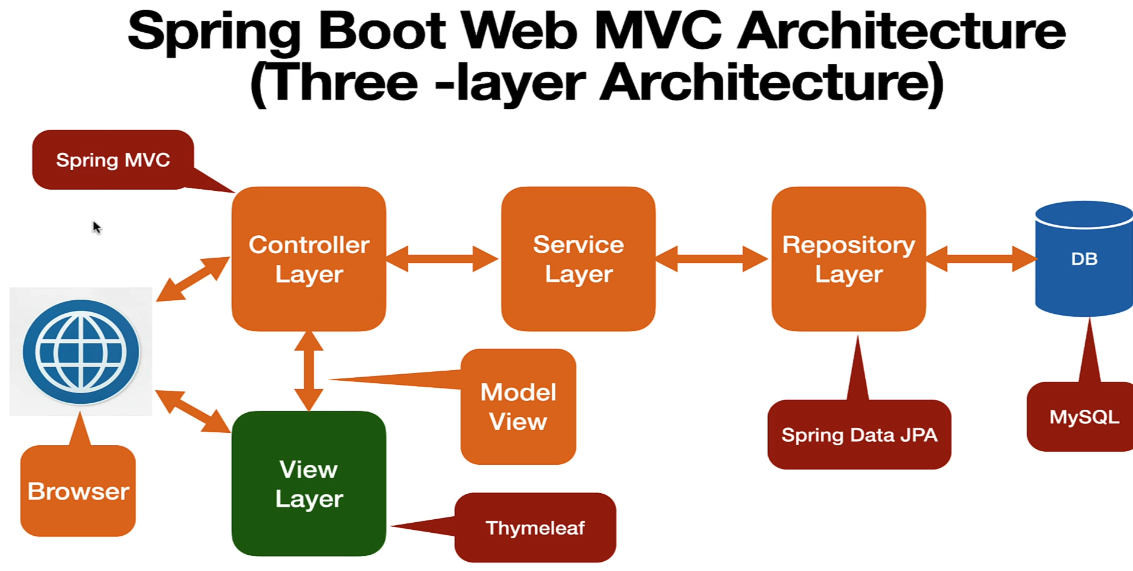 Spring Boot Web MVC Architecture
(Three -layer Architecture)
Spring MVC
Controller
Layer
Service
Layer
Repository
Layer
DB
Model
View
Spring Data JPA
MySQL
Browser
View
Layer
Thymeleaf